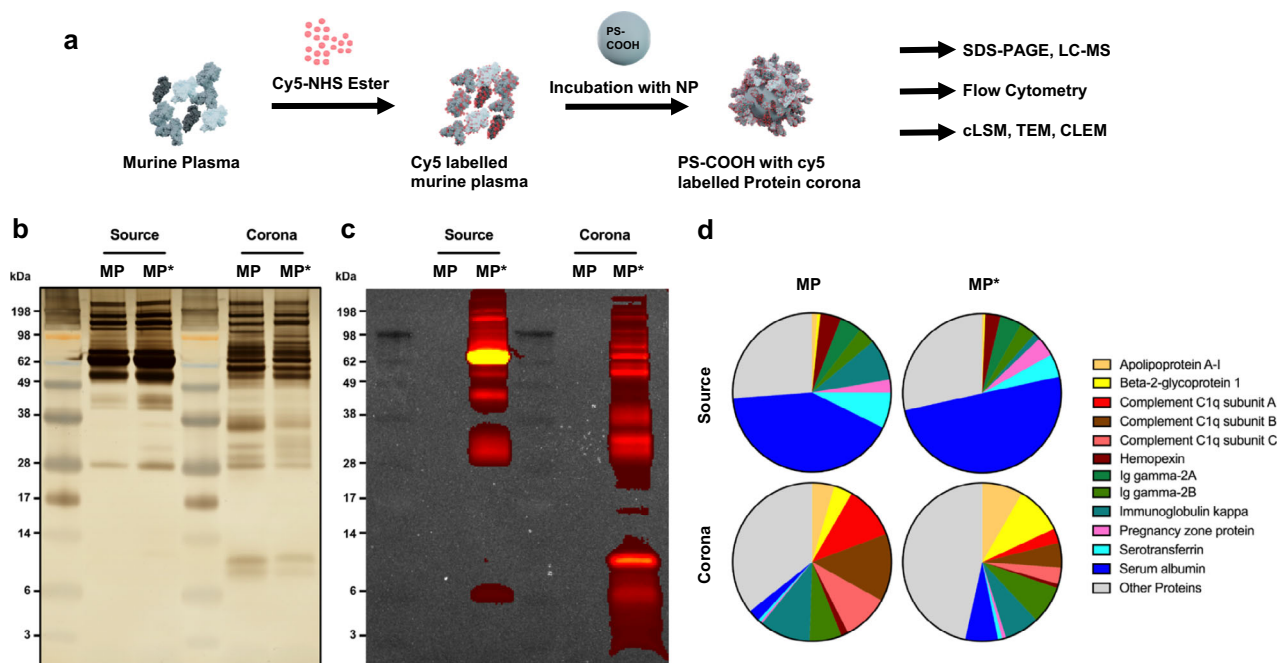 a
Cy5-NHS Ester
PS-
COOH
Incubation with NP
SDS-PAGE, LC-MS
Flow Cytometry
cLSM, TEM, CLEM
Murine Plasma
Cy5 labelled
murine plasma
PS-COOH with cy5
labelled Protein corona
b
Source
Corona
kDa
MP
MP*
MP
MP*
198
98
62
49
38
28
17
14
6
3
c
Source
Corona
kDa
MP
MP*
MP
MP*
198
98
62
49
38
28
17
14
6
3
d
MP
MP*
Source
Corona
Apolipoprotein A-I
Beta-2-glycoprotein 1
Complement C1q subunit A
Complement C1q subunit B
Complement C1q subunit C
Hemopexin
Ig gamma-2A
Ig gamma-2B
Immunoglobulin kappa
Pregnancy zone protein
Serotransferrin
Serum albumin
Other Proteins